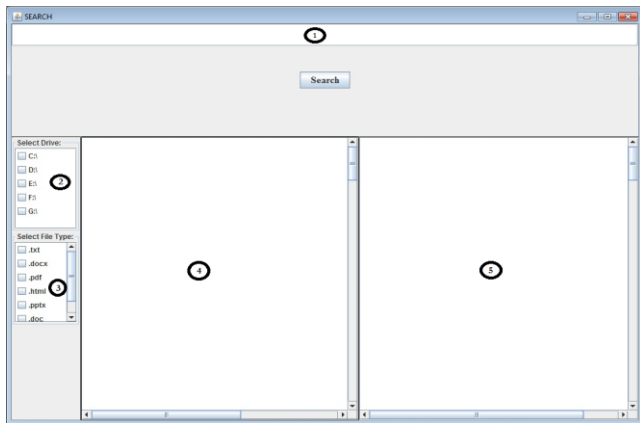 SEARCH
1
Search
Select Drive:
C:\
D:\
E:\
2
F:\
G:\
Select File Type:
.txt
.docx
.pdf
.html
3
.pptx
.doc
4
5